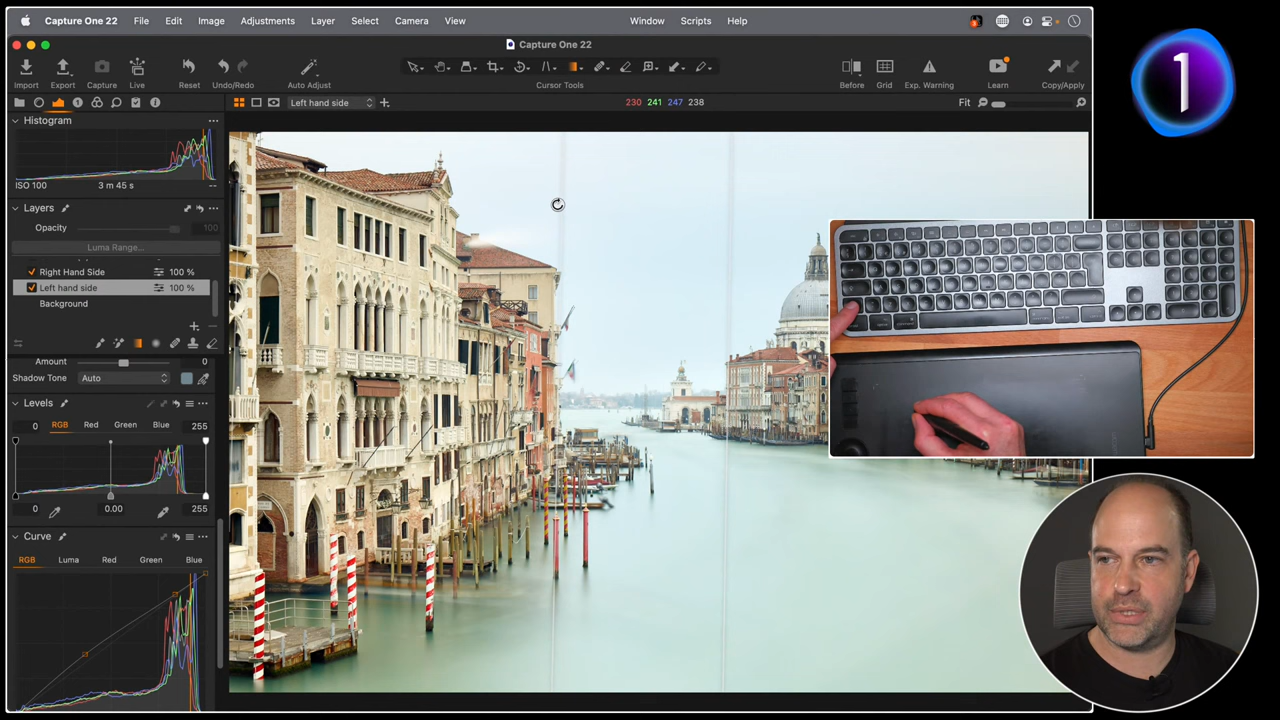 Capture One 22 File Edit Image Adjustments Layer Select Camera View Window Scripts Help
Capture One 22
Import Export Capture Live Reset Undo/Redo Auto Adjust Cursor Tools Before Grid Exp. Warning Learn Copy/Apply
Left hand side 230 241 247 238 Fit
Histogram
ISO 100 3 m 45 s --
Layers
Opacity 100
Luma Range...
Right Hand Side 100 %
Left hand side 100 %
Background
Amount 0
Shadow Tone Auto
Levels
0 RGB Red Green Blue 255
0 0.00 255
Curve
RGB Luma Red Green Blue
1